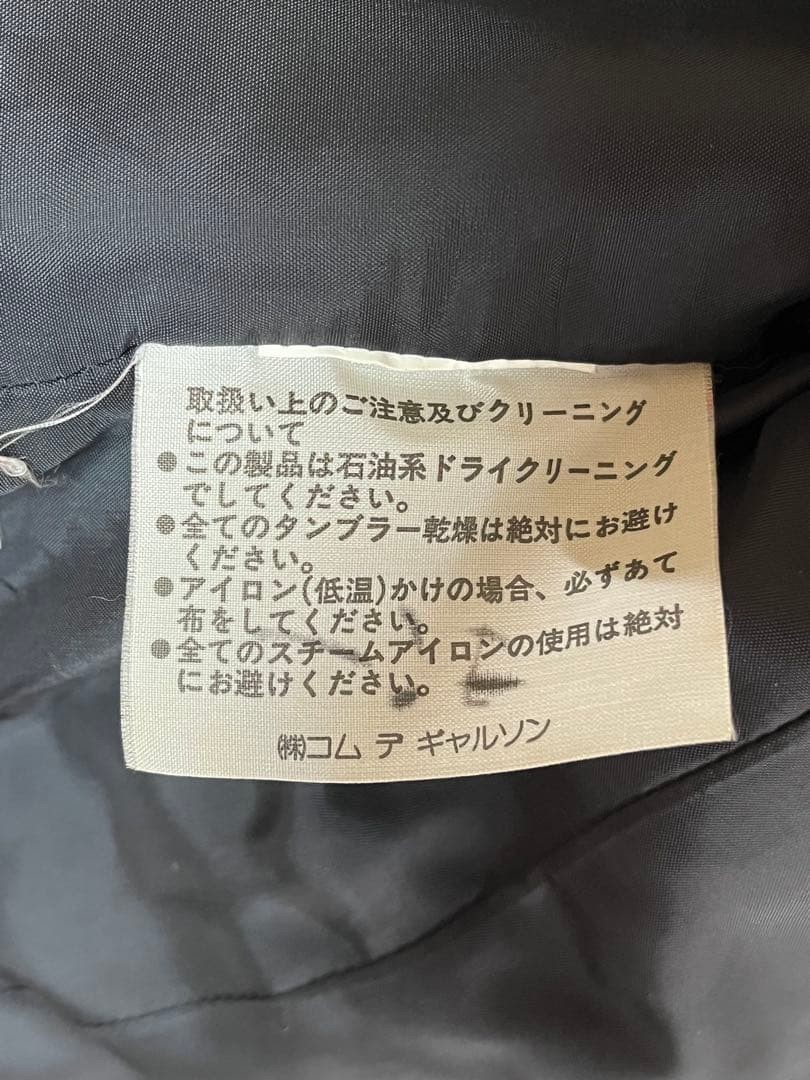 取扱い上のご注意及びクリーニング
について
●この製品は石油系ドライクリーニング
でしてください。
●全てのタンブラー乾燥は絶対にお避け
ください。
●アイロン(低温)かけの場合、必ずあて
布をしてください。
●全てのスチームアイロンの使用は絶対
にお避けください。
㈱コム デ ギャルソン